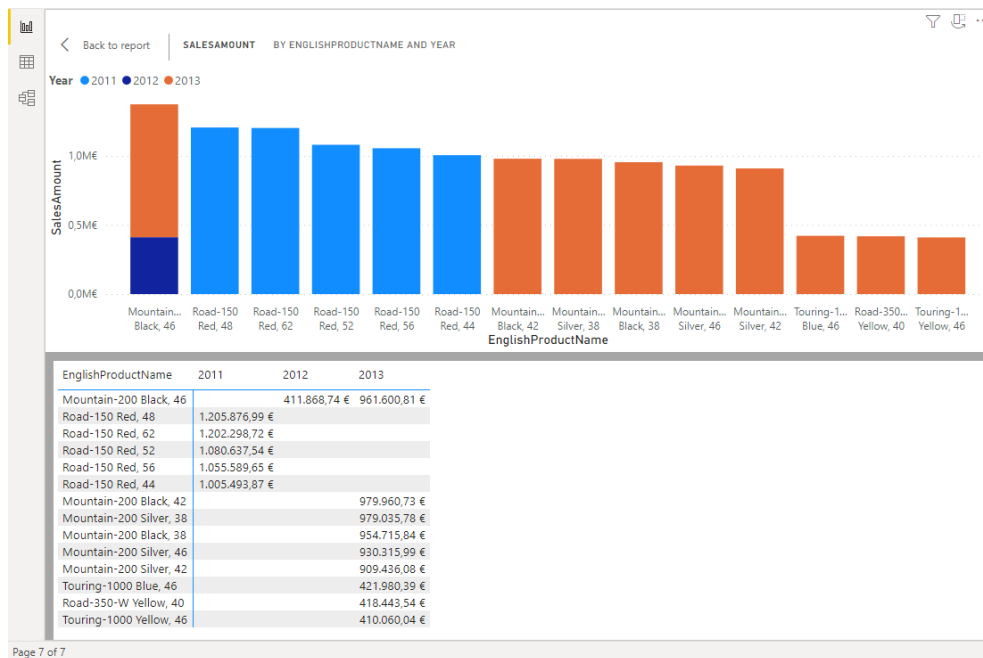 Back to report SALESAMOUNT BY ENGLISHPRODUCTNAME AND YEAR
Year 2011 2012 2013
SalesAmount
1,0M€
0,5M€
0,0M€
Mountain... Road-150 Road-150 Road-150 Road-150 Road-150 Mountain... Mountain... Mountain... Mountain... Mountain... Touring-1... Road-350... Touring-1...
Black, 46 Red, 48 Red, 62 Red, 52 Red, 56 Red, 44 Black, 42 Silver, 38 Black, 38 Silver, 46 Silver, 42 Blue, 46 Yellow, 40 Yellow, 46
EnglishProductName
EnglishProductName 2011 2012 2013
Mountain-200 Black, 46 411.868,74 € 961.600,81 €
Road-150 Red, 48 1.205.876,99 €
Road-150 Red, 62 1.202.298,72 €
Road-150 Red, 52 1.080.637,54 €
Road-150 Red, 56 1.055.589,65 €
Road-150 Red, 44 1.005.493,87 €
Mountain-200 Black, 42 979.960,73 €
Mountain-200 Silver, 38 979.035,78 €
Mountain-200 Black, 38 954.715,84 €
Mountain-200 Silver, 46 930.315,99 €
Mountain-200 Silver, 42 909.436,08 €
Touring-1000 Blue, 46 421.980,39 €
Road-350-W Yellow, 40 418.443,54 €
Touring-1000 Yellow, 46 410.060,04 €
Page 7 of 7